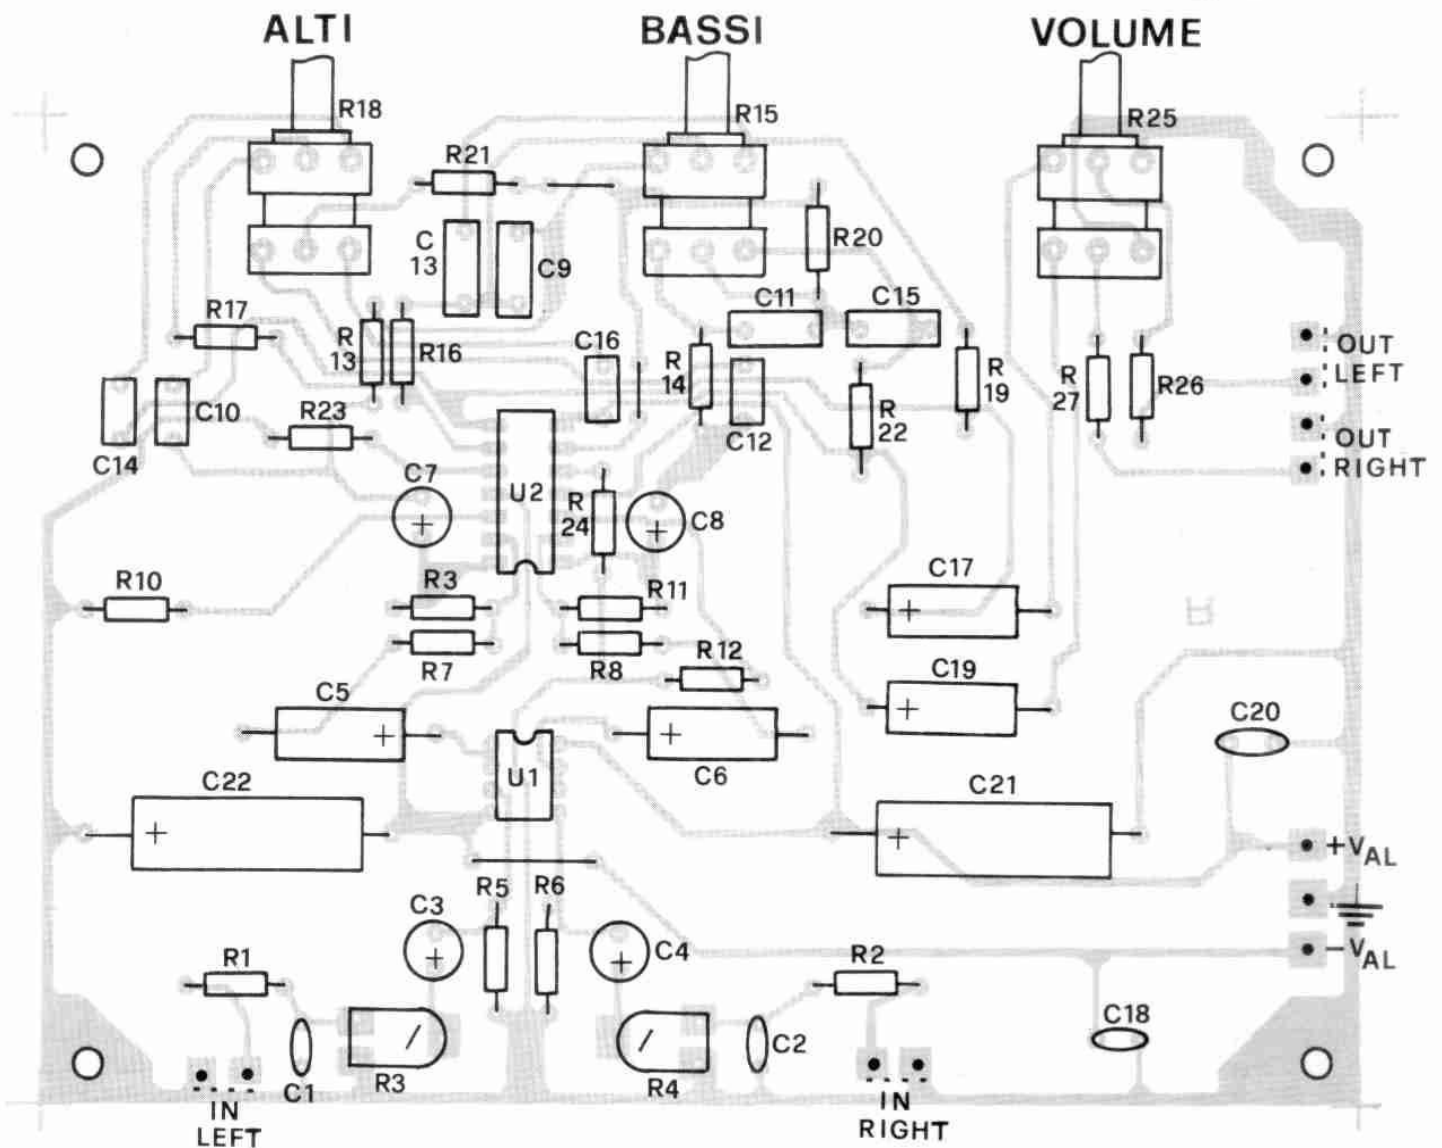 ALTI BASSI VOLUME
R18 R15 R25
R21
R20
C
13
C9
R17
C11 C15
R
13
R16
C16
R
14
R
19
R
27
R26
OUT
LEFT
C10
R23
C12
R
22
C14
OUT
RIGHT
C7
U2
R
24
+
+
C8
R10 R3 R11 C17
+
R7 R8 R12
C5 C19
+
+
+
C20
C22 U1 C6 C21
+
+
+VAL
R5 R6
C3
+
+
C4
R1 R2
-VAL
C18
C2
C1
R3 R4
IN
LEFT
IN
RIGHT